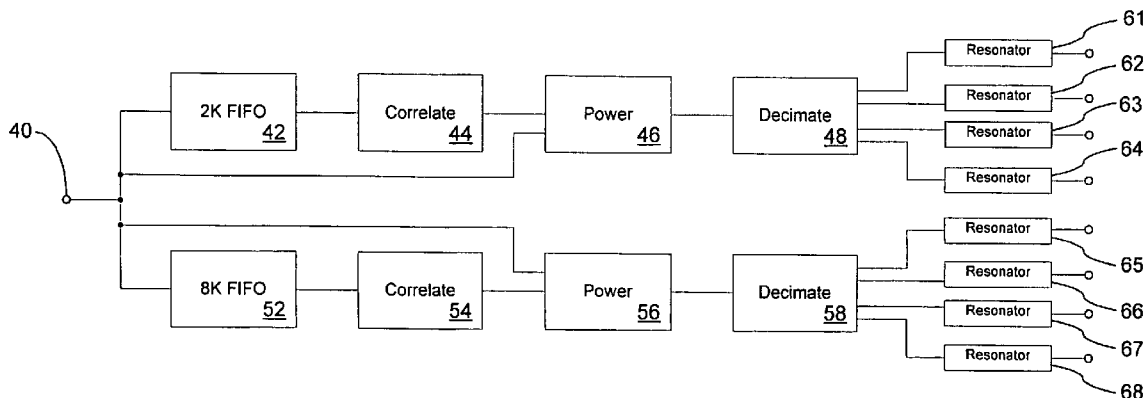 61
Resonator
62
Resonator
63
Resonator
64
Resonator
2K FIFO
42
Correlate
44
Power
46
Decimate
48
40
8K FIFO
52
Correlate
54
Power
56
Decimate
58
Resonator
65
Resonator
66
Resonator
67
Resonator
68